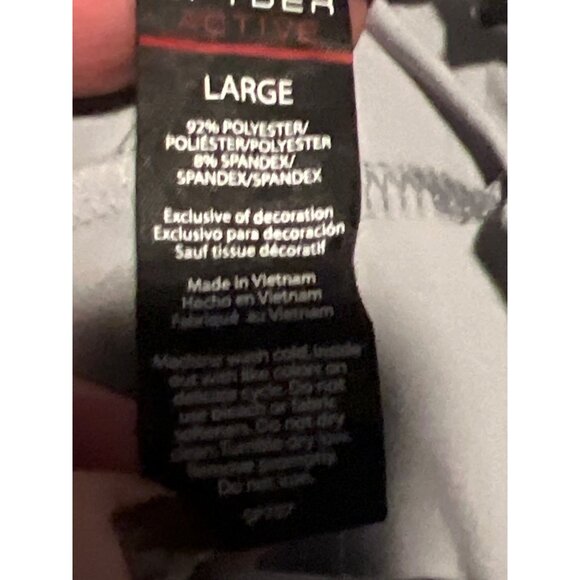 SPYDER
ACTIVE
LARGE
92% POLYESTER/
POLIÉSTER/POLYESTER
8% SPANDEX/
SPANDEX/SPANDEX
Exclusive of decoration
Exclusivo para decoración
Sauf tissue décoratif
Made in Vietnam
Hecho en Vietnam
Fabriqué au Vietnam
Machine wash cold, inside
out with like colors on
delicate cycle. Do not
use bleach or fabric
softeners. Do not dry
clean. Tumble dry low.
Remove promptly.
Do not iron.